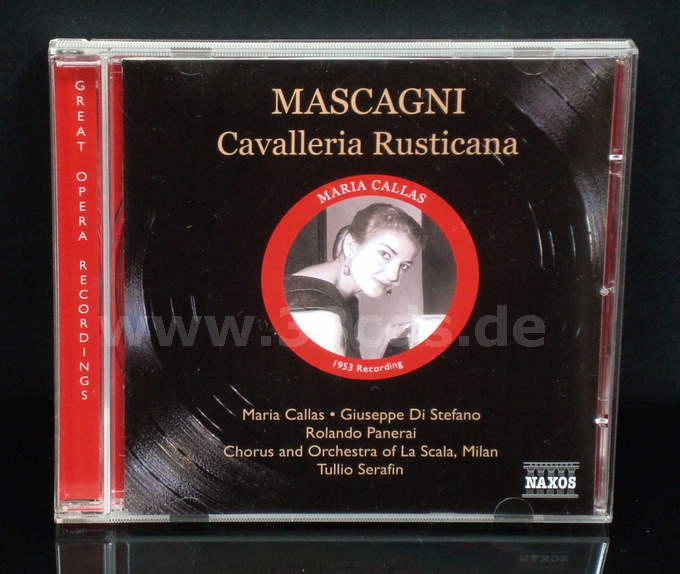 GREAT OPERA RECORDINGS
MASCAGNI
Cavalleria Rusticana
MARIA CALLAS
1953 Recording
Maria Callas • Giuseppe Di Stefano
Rolando Panerai
Chorus and Orchestra of La Scala, Milan
Tullio Serafin
NAXOS